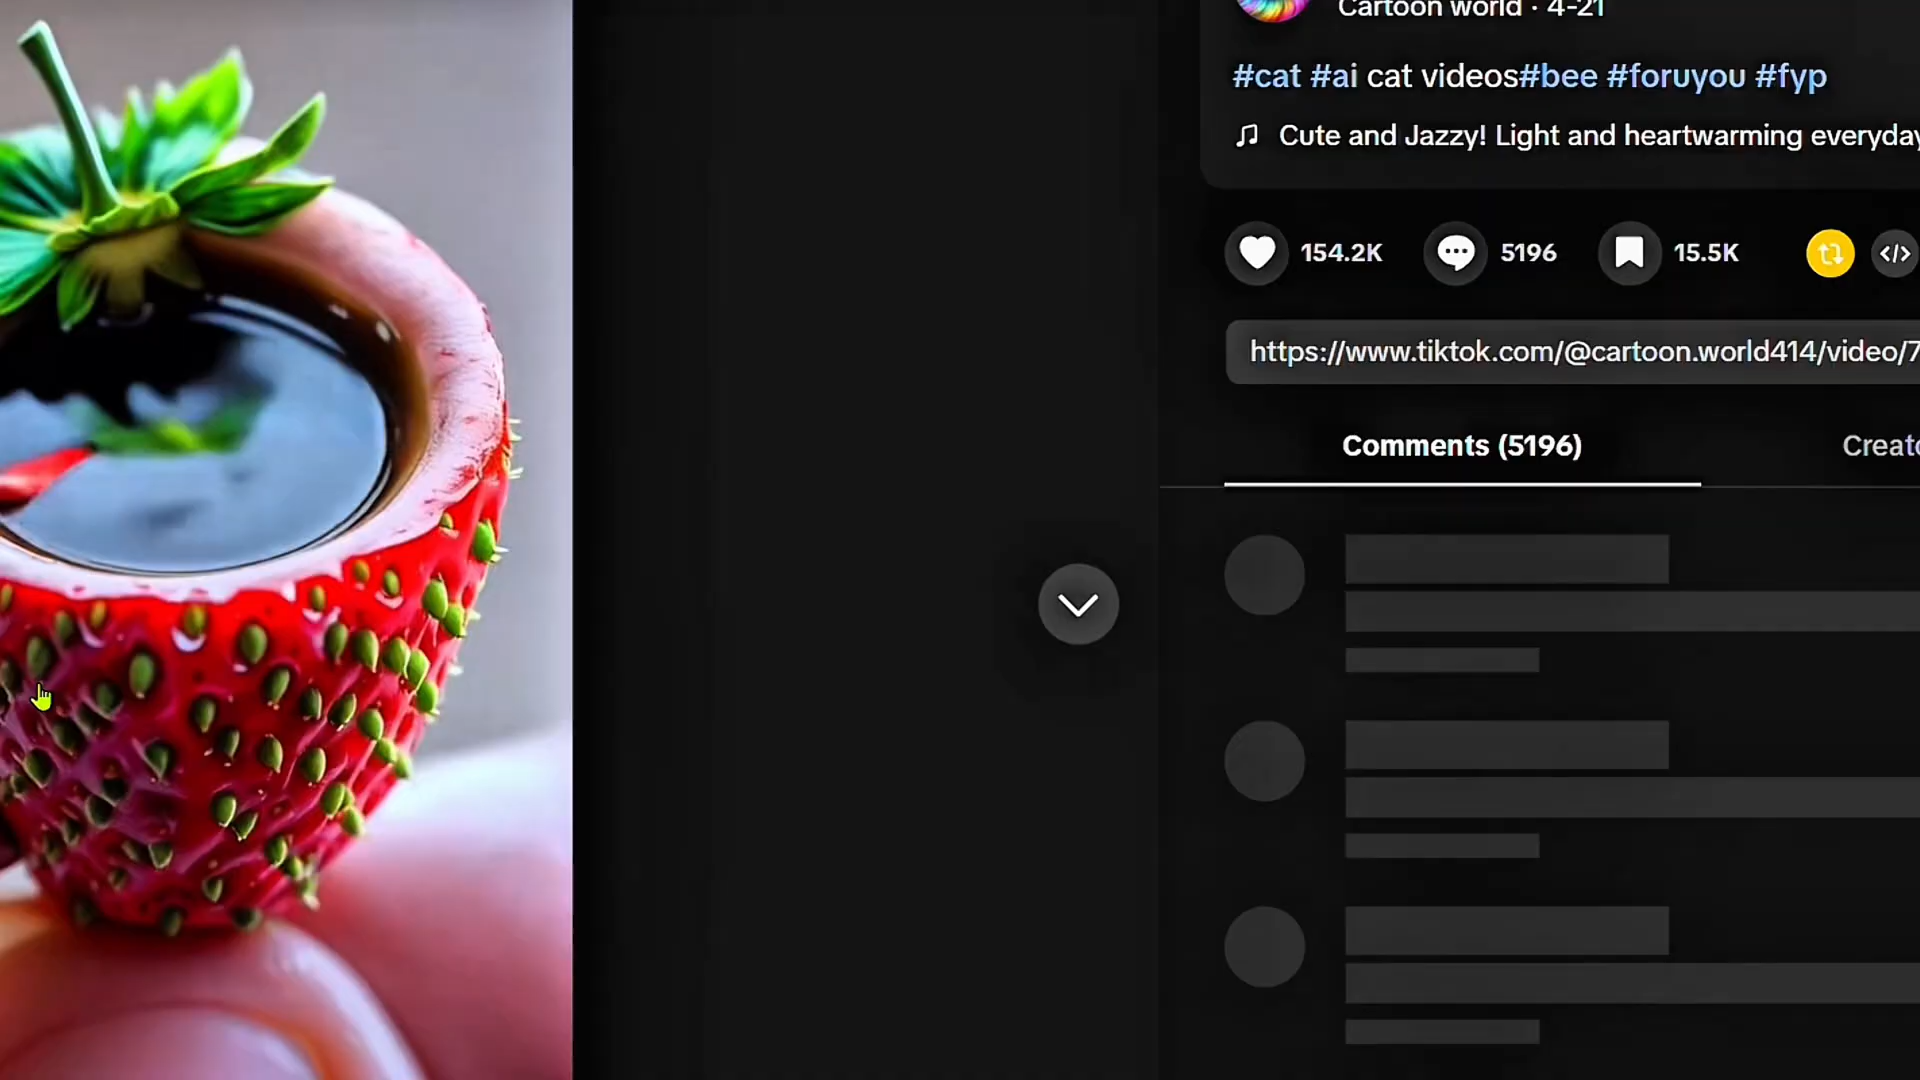 Cartoon world · 4-21
#cat #ai cat videos#bee #foruyou #fyp
Cute and Jazzy! Light and heartwarming everyday
154.2K
5196
15.5K
https://www.tiktok.com/@cartoon.world414/video/7
Comments (5196)
Creato